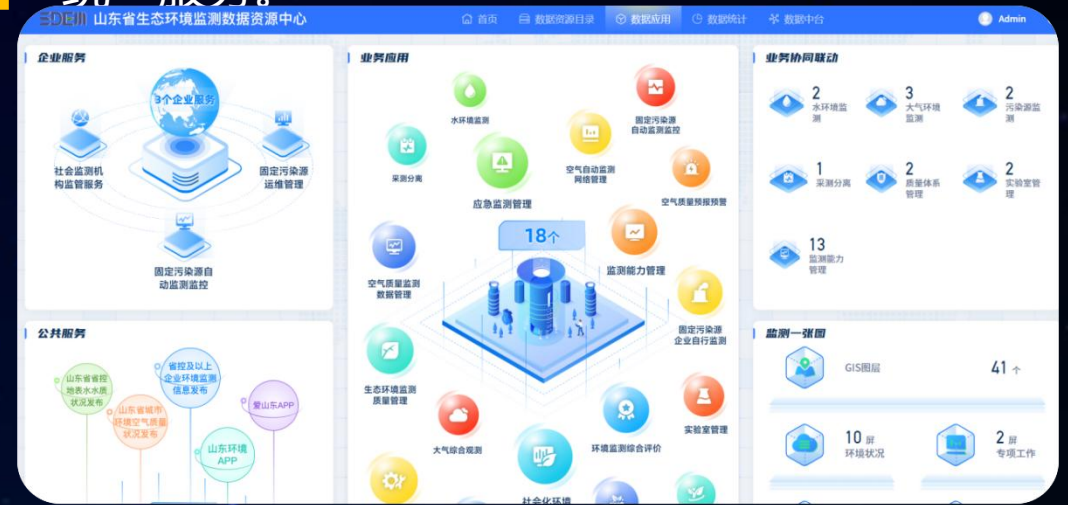 统一服务。
山东省生态环境监测数据资源中心
首页
数据资源目录
数据应用
数据统计
数据中台
Admin
企业服务
3个企业服务
社会监测机
构监管服务
固定污染源
运维管理
固定污染源自
动监测监控
公共服务
山东省省控
地表水水质
状况发布
省控及以上
企业环境监测
信息发布
山东省城市
环境空气质量
状况发布
爱山东APP
山东环境
APP
业务应用
水环境监测
固定污染源
自动监测监控
采测分离
空气自动监测
网络管理
应急监测管理
空气质量预报预警
18个
空气质量监测
数据管理
监测能力管理
固定污染源
企业自行监测
生态环境监测
质量管理
大气综合观测
环境监测综合评价
实验室管理
社会化环境
业务协同联动
2
水环境监
测
3
大气环境
监测
2
污染源监
测
1
采测分离
2
质量体系
管理
2
实验室管
理
13
监测能力
管理
监测一张图
GIS图层
41 个
10 屏
环境状况
2 屏
专项工作